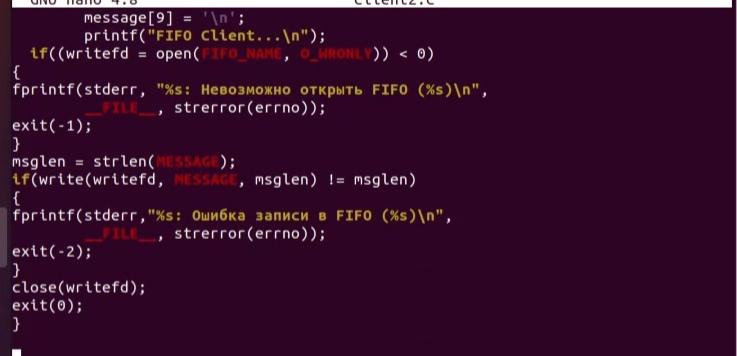 GNU nano 4.8 client2.c
message[9] = '\n';
printf("FIFO Client...\n");
if((writefd = open(FIFO_NAME, O_WRONLY)) < 0)
{
fprintf(stderr, "%s: Невозможно открыть FIFO (%s)\n",
__FILE__, strerror(errno));
exit(-1);
}
msglen = strlen(MESSAGE);
if(write(writefd, MESSAGE, msglen) != msglen)
{
fprintf(stderr,"%s: Ошибка записи в FIFO (%s)\n",
__FILE__, strerror(errno));
exit(-2);
}
close(writefd);
exit(0);
}